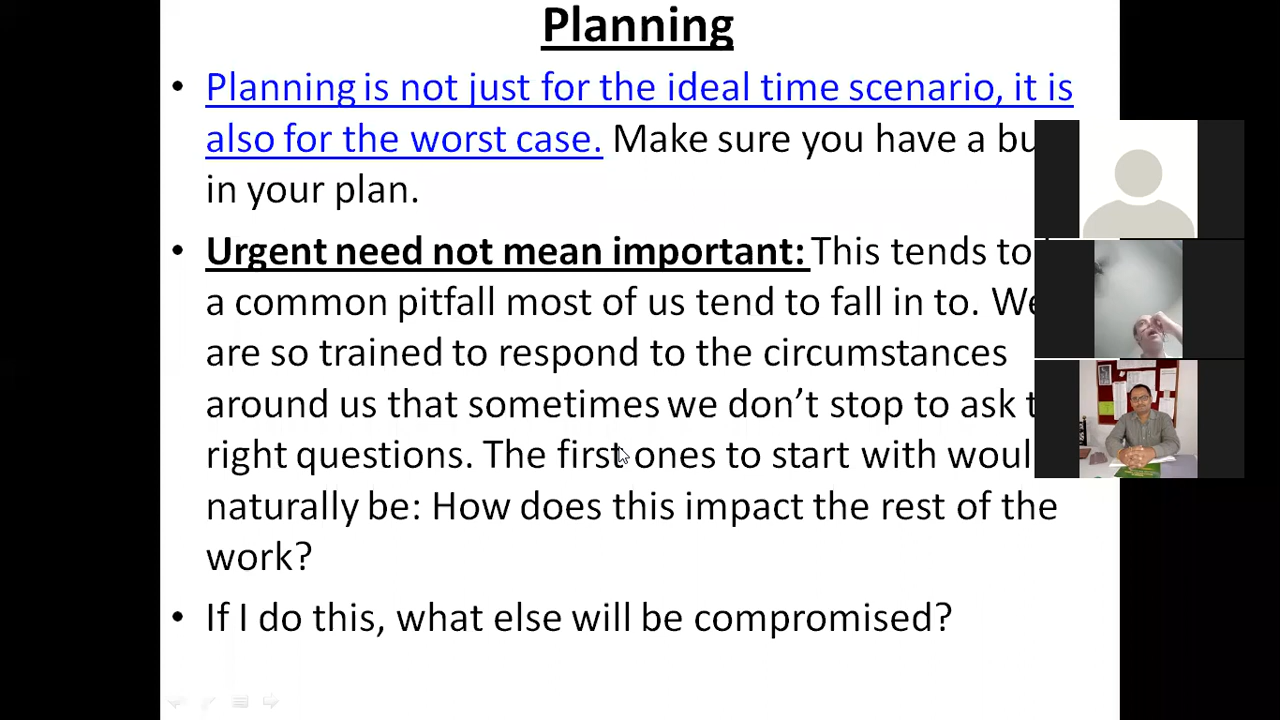 Planning
• Planning is not just for the ideal time scenario, it is
also for the worst case. Make sure you have a
in your plan.
• Urgent need not mean important: This tends to
a common pitfall most of us tend to fall in to. We
are so trained to respond to the circumstances
around us that sometimes we don’t stop to ask
right questions. The first ones to start with
naturally be: How does this impact the rest of the
work?
• If I do this, what else will be compromised?